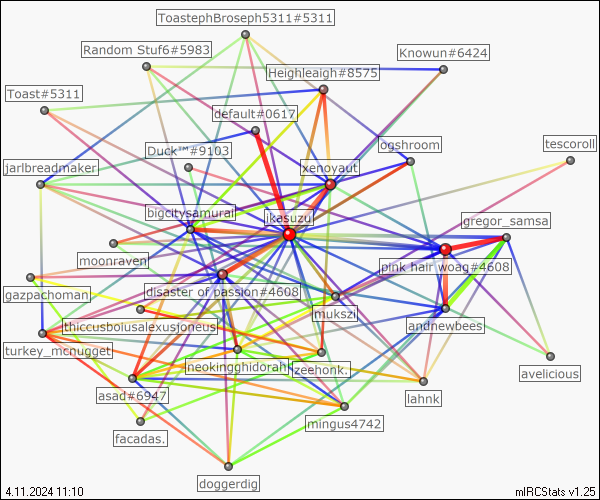 ToastephBroseph5311#5311
Random Stuf6#5983
Knowun#6424
Heighleaigh#8575
Toast#5311
default#0617
Duck™#9103
ogshroom
tescoroll
jarlbreadmaker
xenoyaut
bigcitysamurai
ikasuzu
gregor_samsa
moonraven
pink hair woag#4608
gazpachoman
disaster of passion#4608
mukszi
thiccusboiusalexusjoneus
andnewbees
turkey_mcnugget
neokingghidorah
zeehonk.
avelicious
asad#6947
lahnk
facadas.
mingus4742
doggerdig
4.11.2024 11:10
mIRCStats v1.25